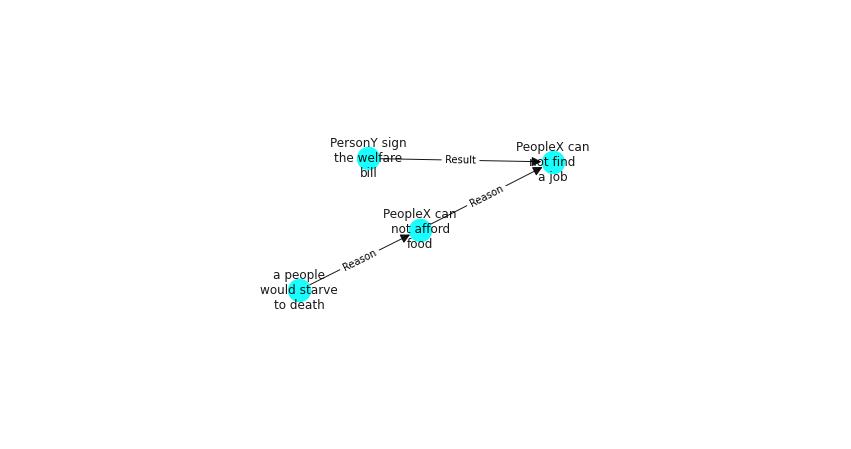 PersonY sign
the welfare
bill
Result
PeopleX can
not find
a job
Reason
PeopleX can
not afford
food
Reason
a people
would starve
to death